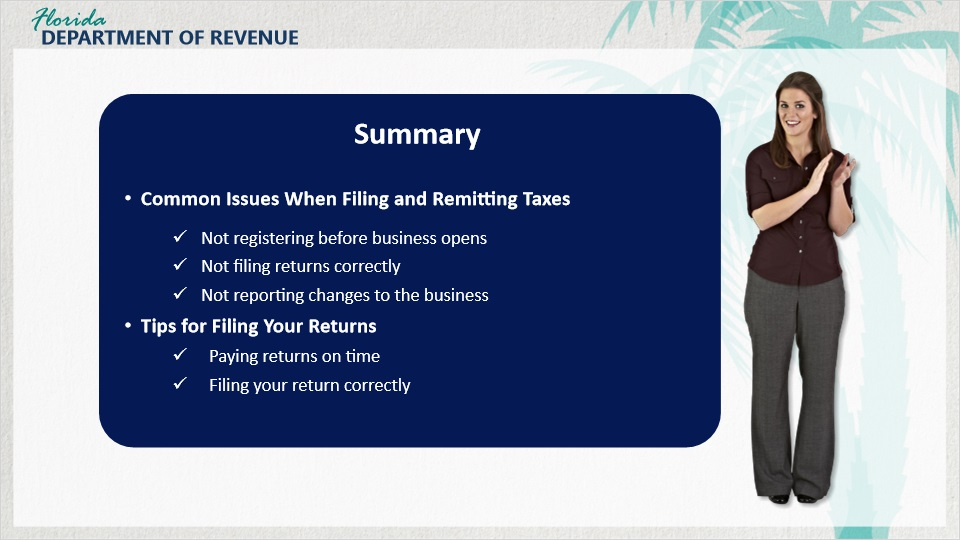 Florida
DEPARTMENT OF REVENUE
Summary
• Common Issues When Filing and Remitting Taxes
✓ Not registering before business opens
✓ Not filing returns correctly
✓ Not reporting changes to the business
• Tips for Filing Your Returns
✓ Paying returns on time
✓ Filing your return correctly